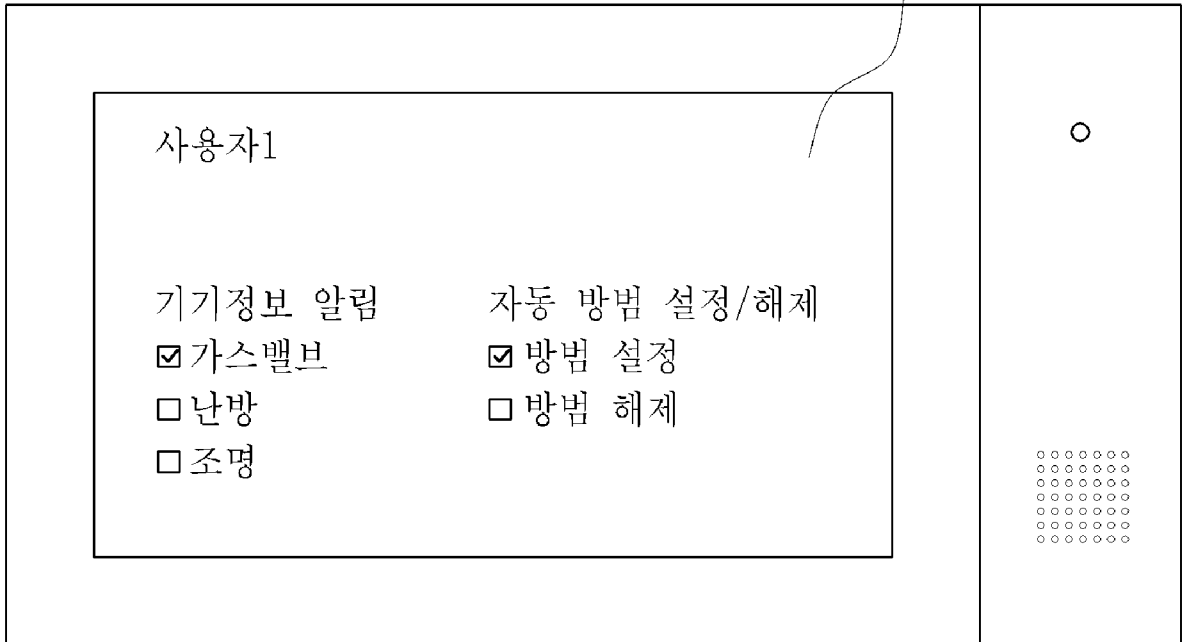 사용자1
기기정보 알림 자동 방범 설정/해제
☑가스밸브 ☑방범 설정
☐난방 ☐방범 해제
☐조명